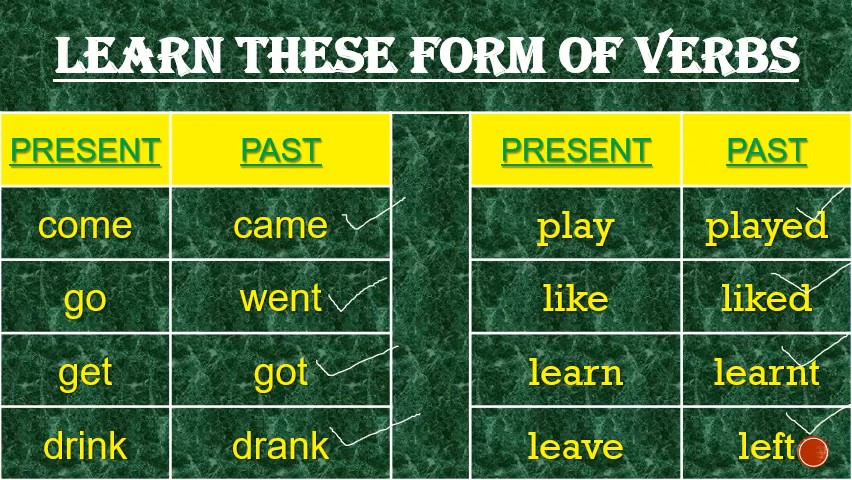 LEARN THESE FORM OF VERBS
PRESENT PAST PRESENT PAST
come came play played
go went like liked
get got learn learnt
drink drank leave left